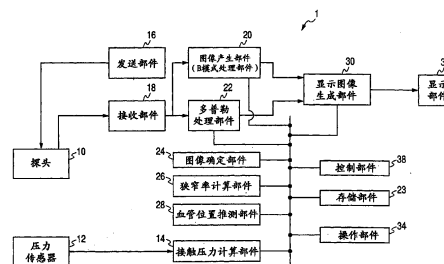 1
16
发送部件
20
图像产生部件
(B模式处理部件)
30
显示图像
生成部件
18
接收部件
22
多普勒
处理部件
探头
10
24
图像确定部件
控制部件
38
26
狭窄率计算部件
存储部件
23
28
血管位置推测部件
操作部件
34
压力
传感器
12
14
接触压力计算部件